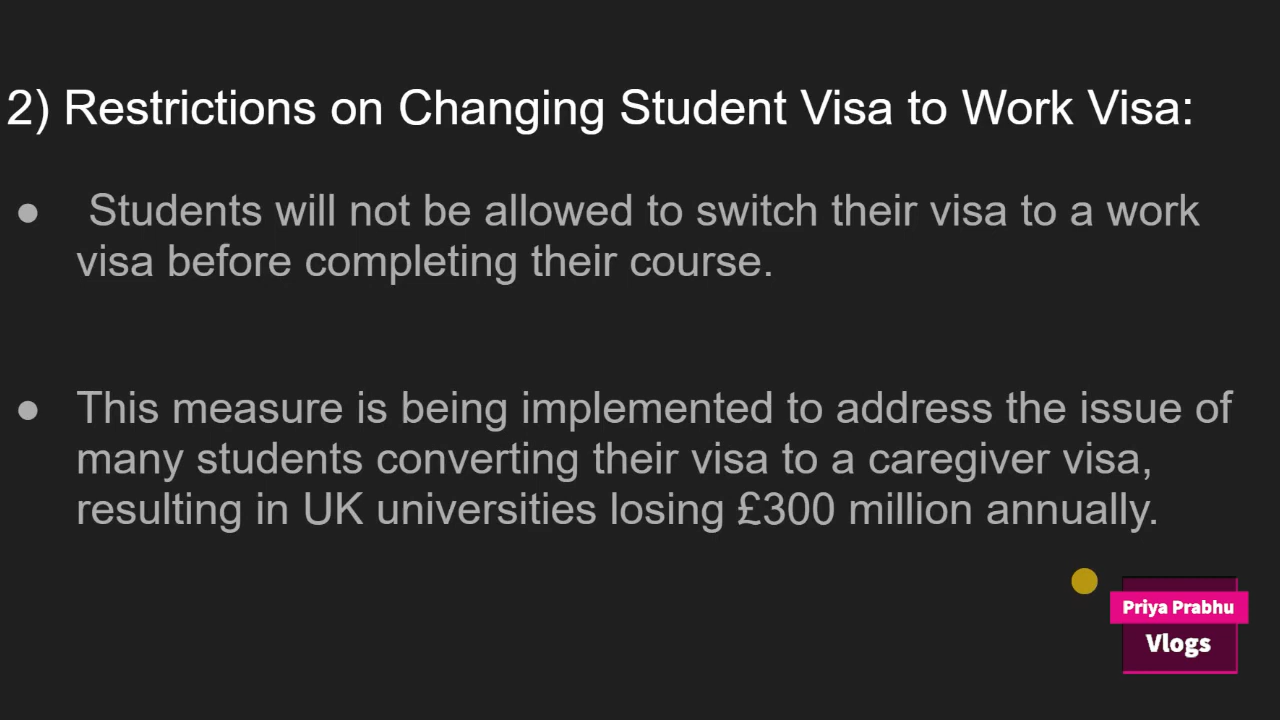 2) Restrictions on Changing Student Visa to Work Visa:
● Students will not be allowed to switch their visa to a work
visa before completing their course.
● This measure is being implemented to address the issue of
many students converting their visa to a caregiver visa,
resulting in UK universities losing £300 million annually.
Priya Prabhu
Vlogs